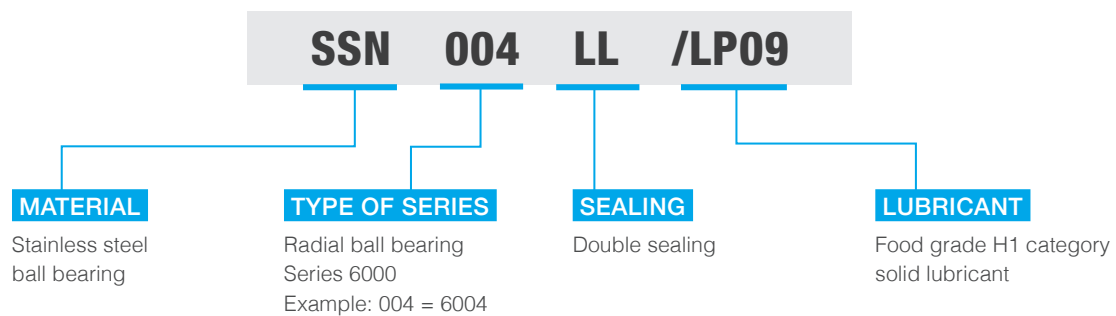 SSN 004 LL /LP09
MATERIAL
Stainless steel
ball bearing
TYPE OF SERIES
Radial ball bearing
Series 6000
Example: 004 = 6004
SEALING
Double sealing
LUBRICANT
Food grade H1 category
solid lubricant